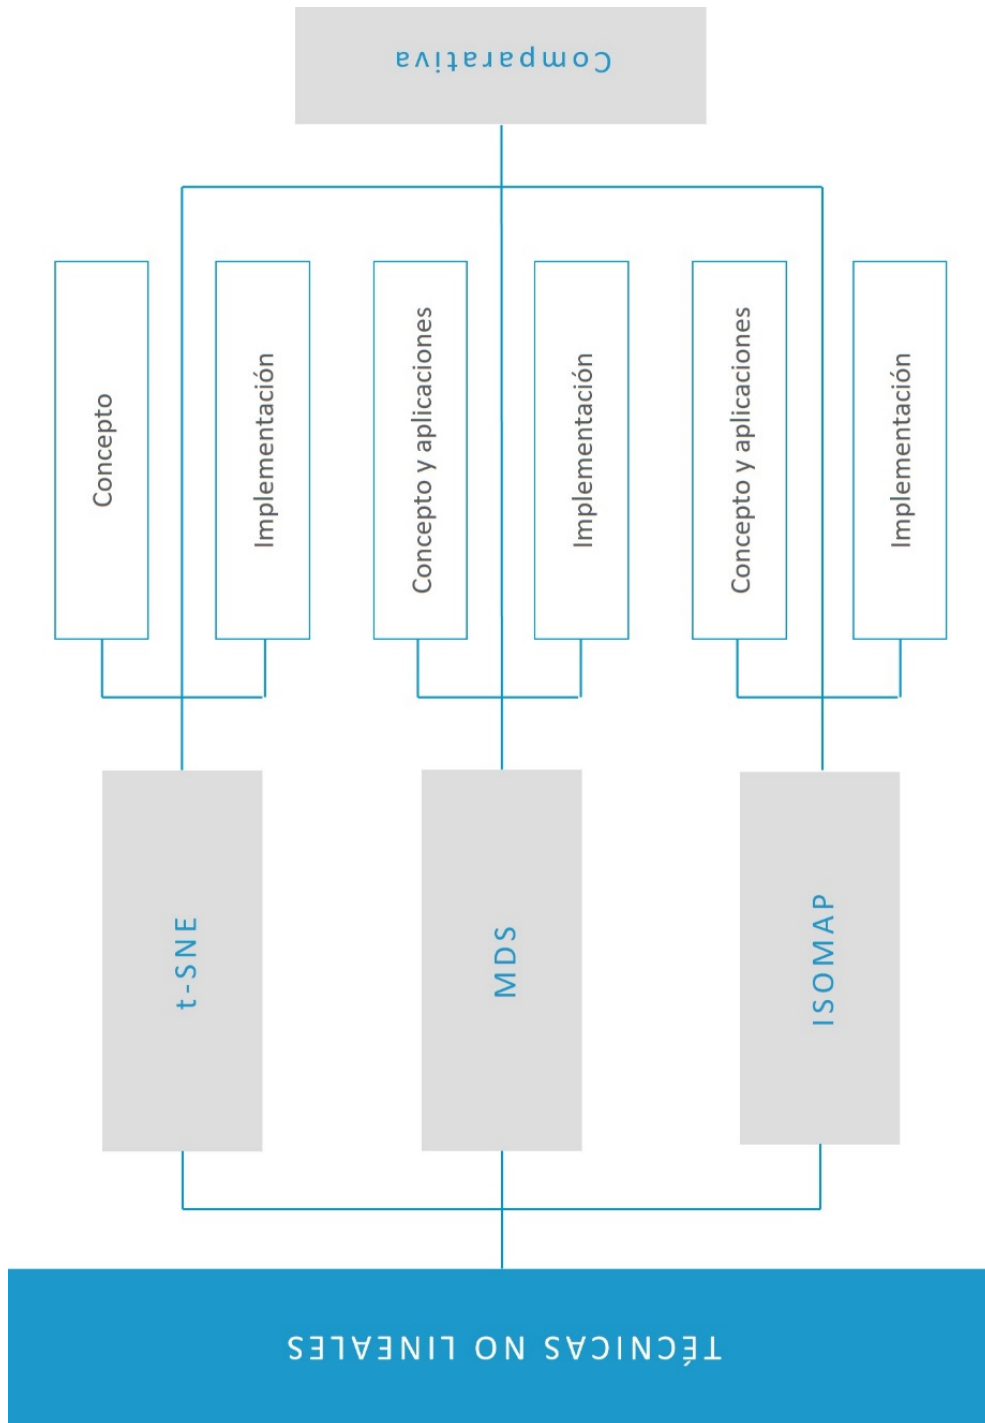 TÉCNICAS NO LINEALES
t-SNE
Concepto
Implementación
MDS
Concepto y aplicaciones
Implementación
ISOMAP
Concepto y aplicaciones
Implementación
Comparativa